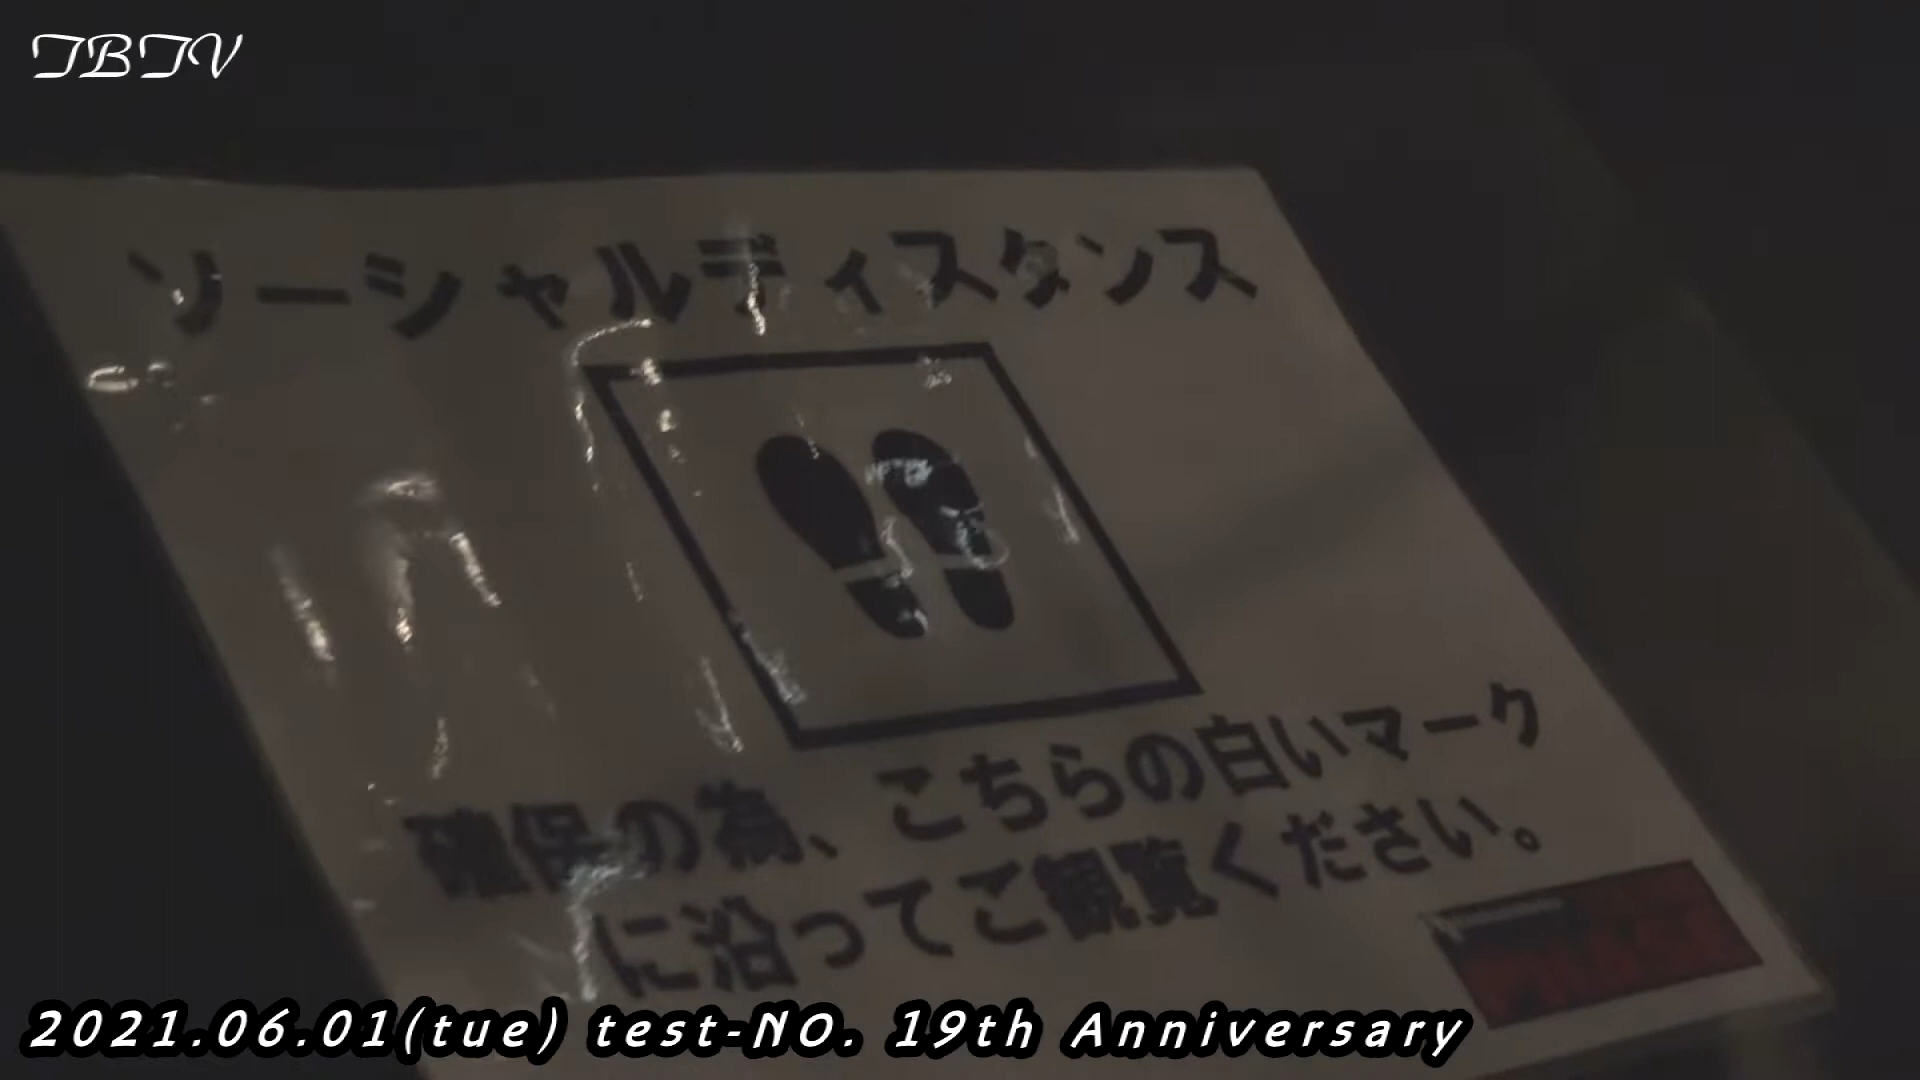 TBTV
ソーシャルディスタンス
確保の為、こちらの白いマーク
に沿ってご観覧ください。
2021.06.01(tue) test-NO. 19th Anniversary